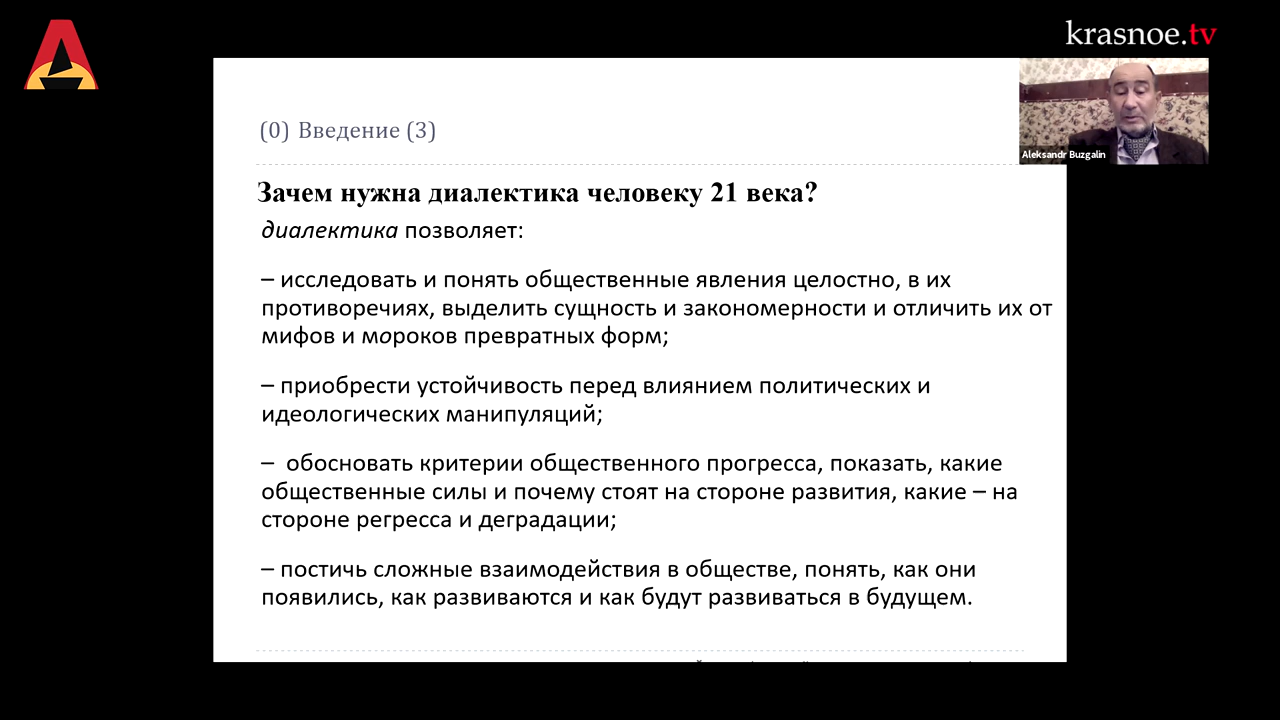 krasnoe.tv
Aleksandr Buzgalin
(0) Введение (3)
Зачем нужна диалектика человеку 21 века?
диалектика позволяет:
– исследовать и понять общественные явления целостно, в их
противоречиях, выделить сущность и закономерности и отличить их от
мифов и мороков превратных форм;
– приобрести устойчивость перед влиянием политических и
идеологических манипуляций;
– обосновать критерии общественного прогресса, показать, какие
общественные силы и почему стоят на стороне развития, какие – на
стороне регресса и деградации;
– постичь сложные взаимодействия в обществе, понять, как они
появились, как развиваются и как будут развиваться в будущем.